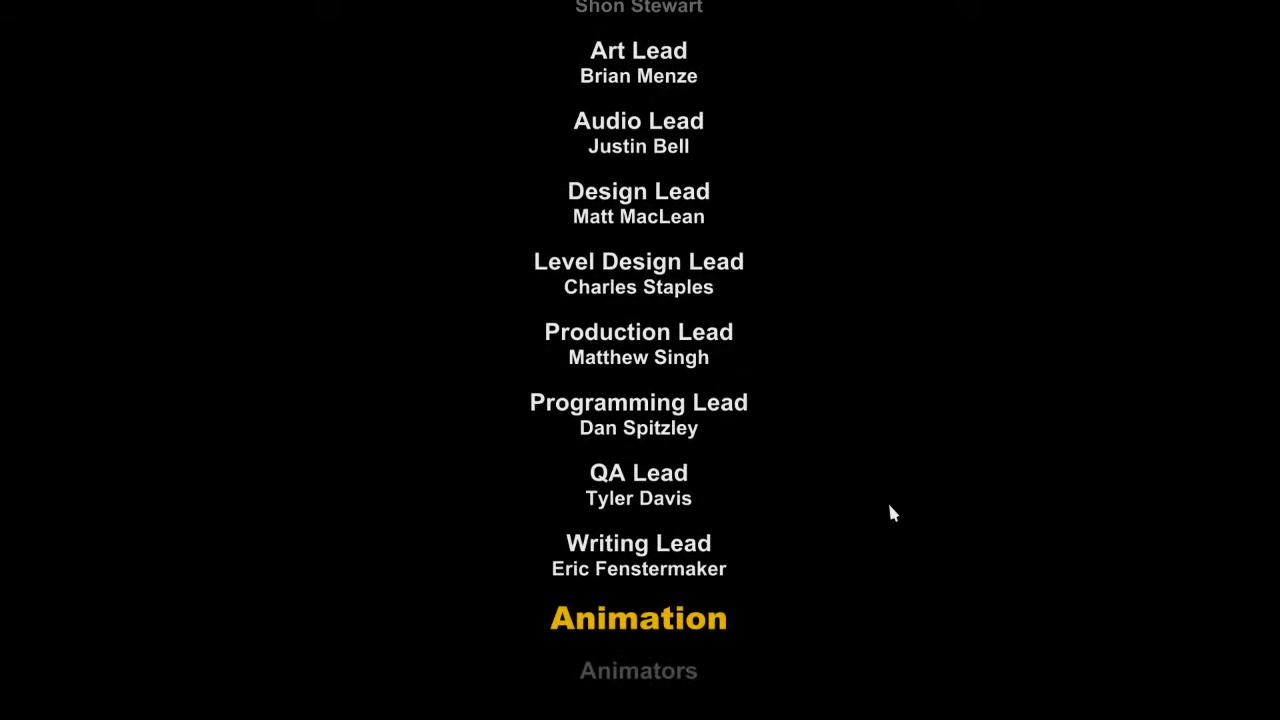 Shon Stewart
Art Lead
Brian Menze
Audio Lead
Justin Bell
Design Lead
Matt MacLean
Level Design Lead
Charles Staples
Production Lead
Matthew Singh
Programming Lead
Dan Spitzley
QA Lead
Tyler Davis
Writing Lead
Eric Fenstermaker
Animation
Animators